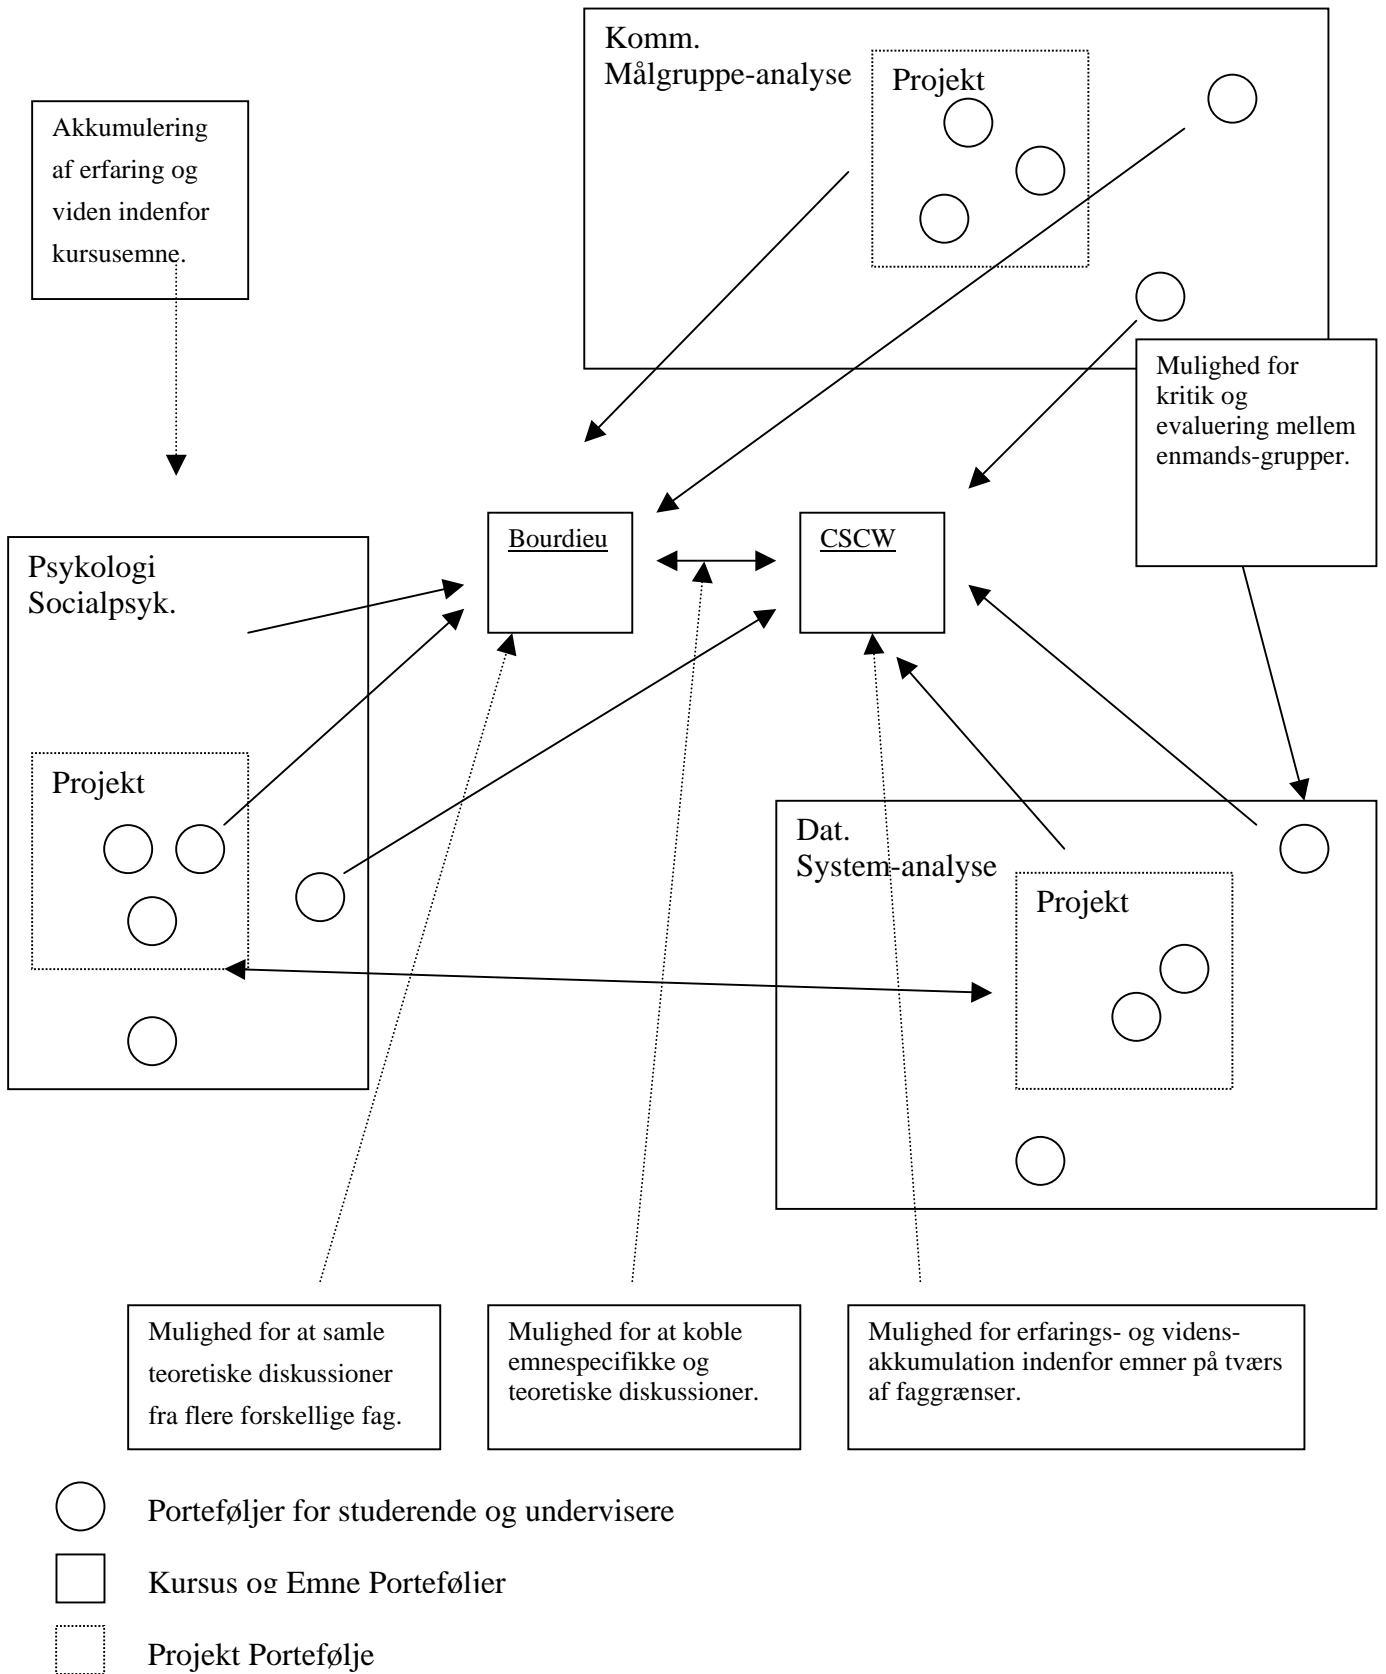 Komm.
Målgruppe-analyse
Projekt
Akkumulering
af erfaring og
viden indenfor
kursusemne.
Mulighed for
kritik og
evaluering mellem
enmands-grupper.
Bourdieu
CSCW
Psykologi
Socialpsyk.
Projekt
Dat.
System-analyse
Projekt
Mulighed for at samle
teoretiske diskussioner
fra flere forskellige fag.
Mulighed for at koble
emnespecifikke og
teoretiske diskussioner.
Mulighed for erfarings- og videns-
akkumulation indenfor emner på tværs
af faggrænser.
Porteføljer for studerende og undervisere
Kursus og Emne Porteføljer
Projekt Portefølje